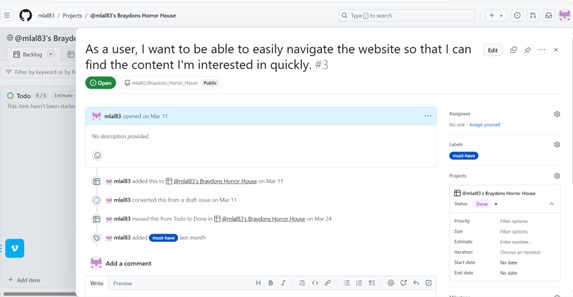 mlal83 / Projects / @mlal83's Braydons Horror House
Type / to search
@mlal83's
Backlog
Filter by keyword or by fi
Todo 0 / 5 Estimate
This item hasn't been starte
+ Add item
As a user, I want to be able to easily navigate the website so that I can
find the content I'm interested in quickly. #3
Edit
Open
mlal83/Braydons_Horror_House
Public
mlal83 opened on Mar 11
No description provided.
mlal83 added this to @mlal83's Braydons Horror House on Mar 11
mlal83 converted this from a draft issue on Mar 11
mlal83 moved this from Todo to Done in @mlal83's Braydons Horror House on Mar 24
mlal83 added must-have last month
Add a comment
Write Preview
Assignees
No one - Assign yourself
Labels
must-have
Projects
@mlal83's Braydons Horror House
Status Done
Priority Filter options
Size Filter options
Estimate Enter number...
Iteration Choose an iteration
Start date No date
End date No date